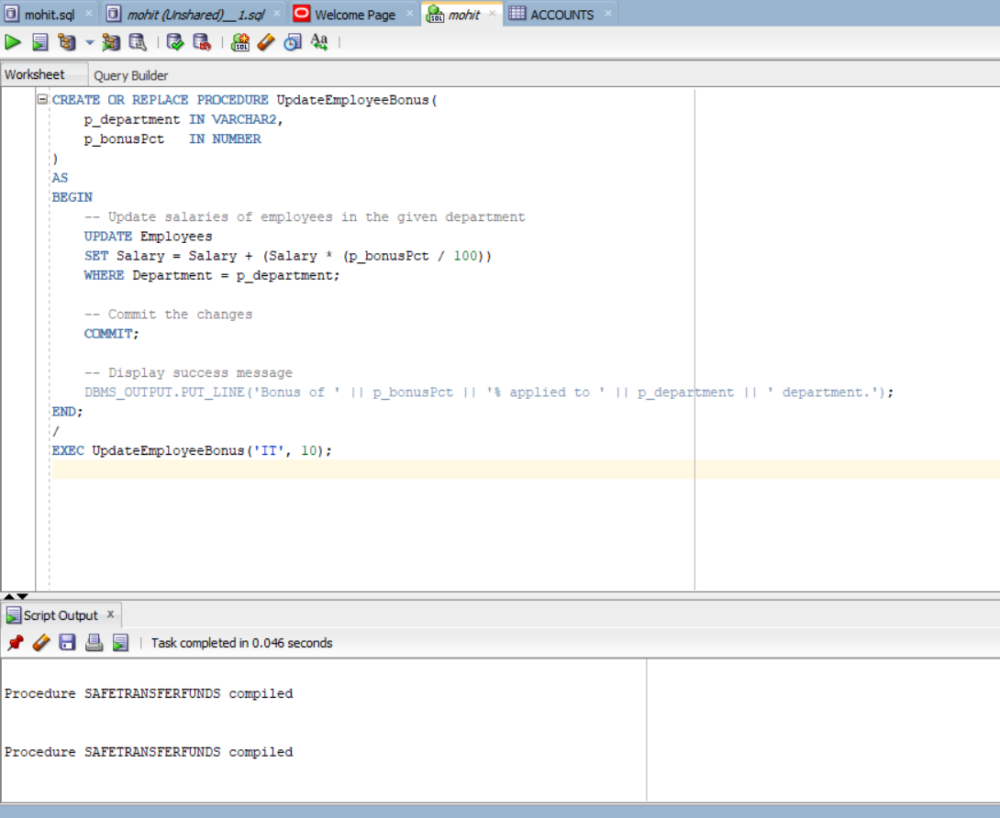 mohit.sql × mohit (Unshared)__1.sql × Welcome Page × mohit × ACCOUNTS ×
Worksheet Query Builder
CREATE OR REPLACE PROCEDURE UpdateEmployeeBonus(
    p_department IN VARCHAR2,
    p_bonusPct   IN NUMBER
)
AS
BEGIN
    -- Update salaries of employees in the given department
    UPDATE Employees
    SET Salary = Salary + (Salary * (p_bonusPct / 100))
    WHERE Department = p_department;
    -- Commit the changes
    COMMIT;
    -- Display success message
    DBMS_OUTPUT.PUT_LINE('Bonus of ' || p_bonusPct || '% applied to ' || p_department || ' department.');
END;
/
EXEC UpdateEmployeeBonus('IT', 10);
Script Output x
Task completed in 0.046 seconds
Procedure SAFETRANSFERFUNDS compiled
Procedure SAFETRANSFERFUNDS compiled